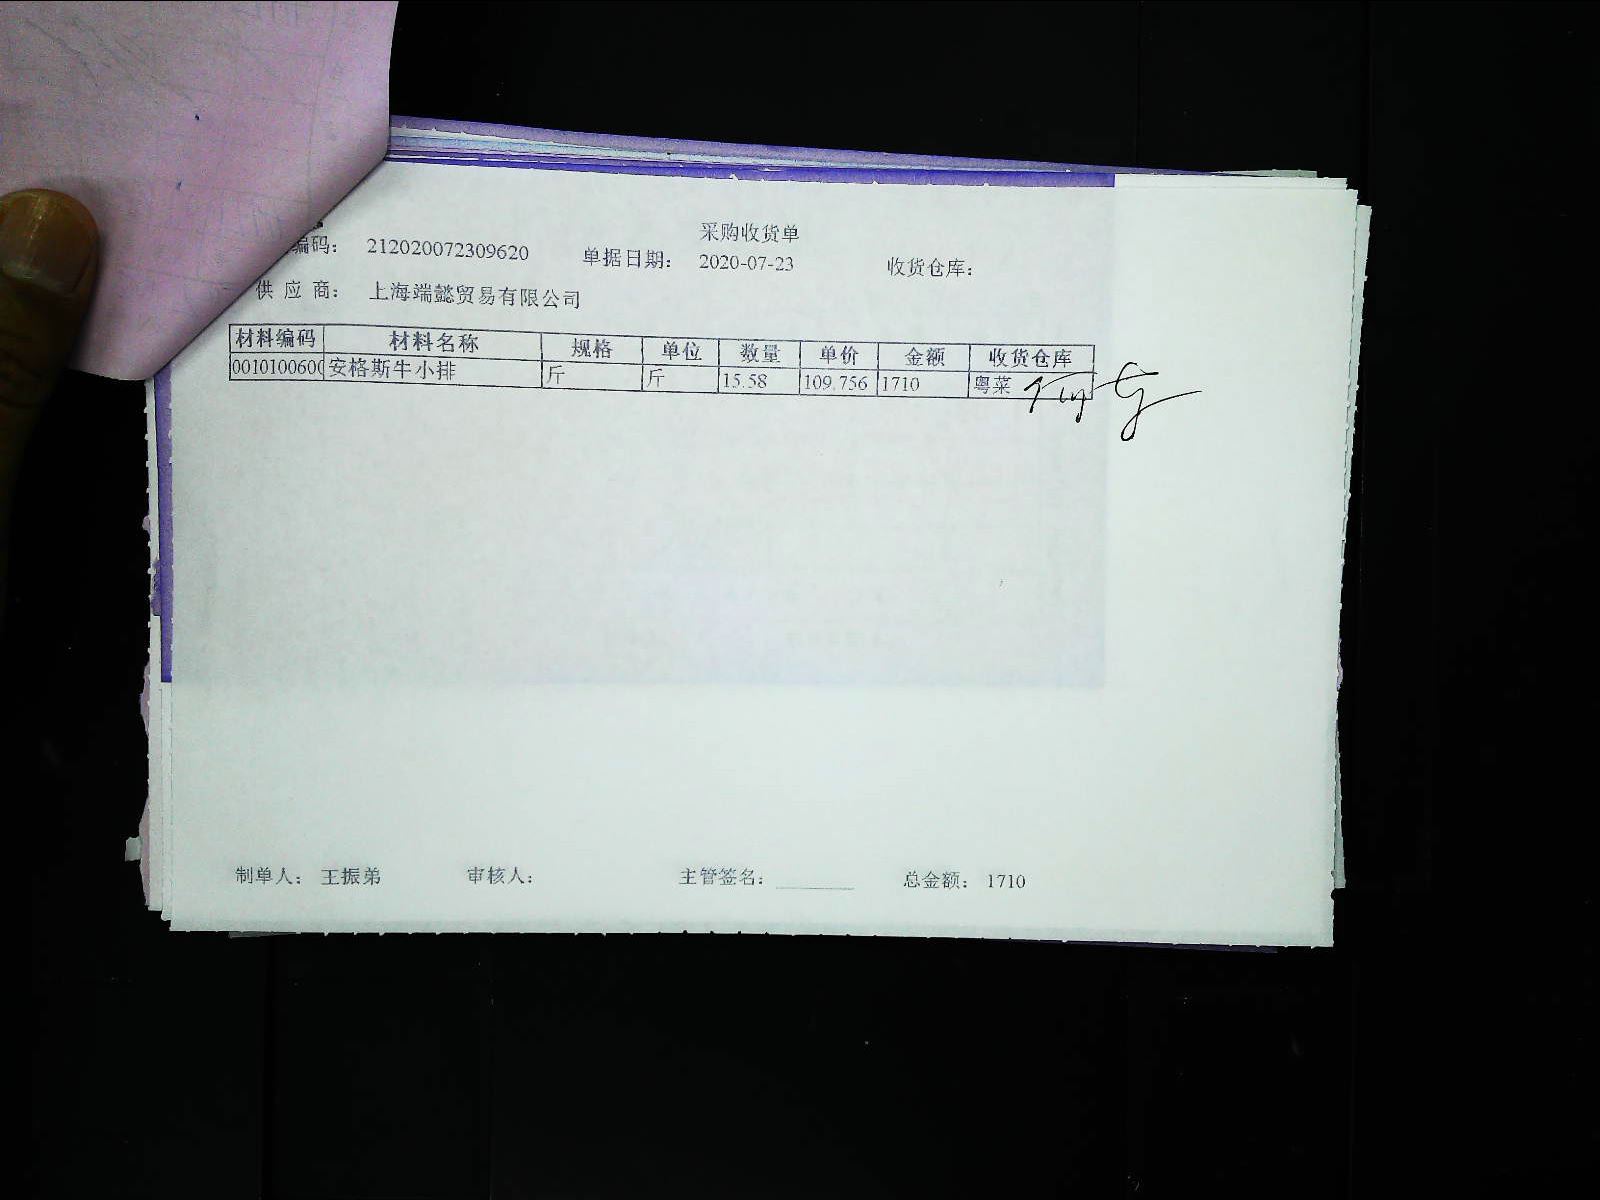 采购收货单
编码： 212020072309620 单据日期： 2020-07-23 收货仓库：
供 应 商： 上海端懿贸易有限公司
材料编码 材料名称 规格 单位 数量 单价 金额 收货仓库
0010100600 安格斯牛小排 斤 斤 15.58 109.756 1710 粤菜
制单人： 王振弟 审核人： 主管签名： 总金额： 1710